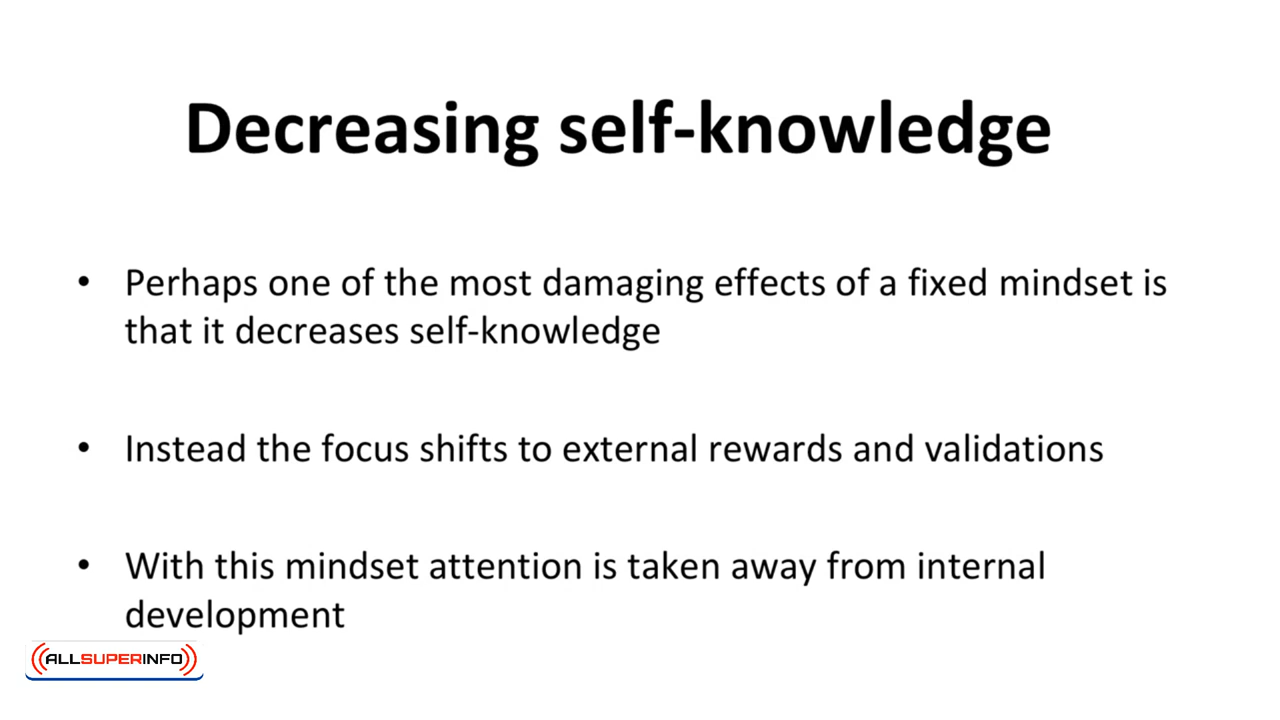 Decreasing self-knowledge
• Perhaps one of the most damaging effects of a fixed mindset is
that it decreases self-knowledge
• Instead the focus shifts to external rewards and validations
• With this mindset attention is taken away from internal
development
ALLSUPERINFO